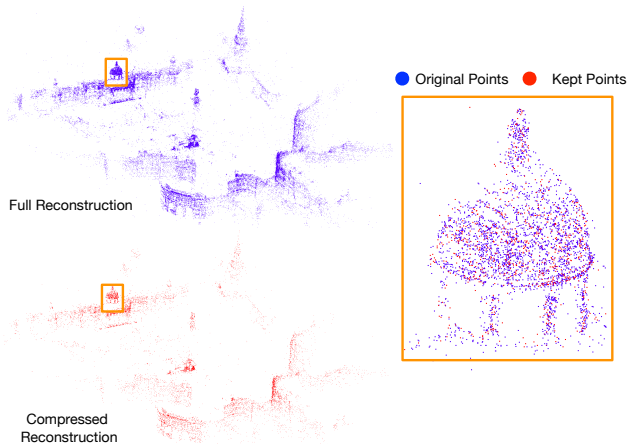 Original Points
Kept Points
Full Reconstruction
Compressed
Reconstruction